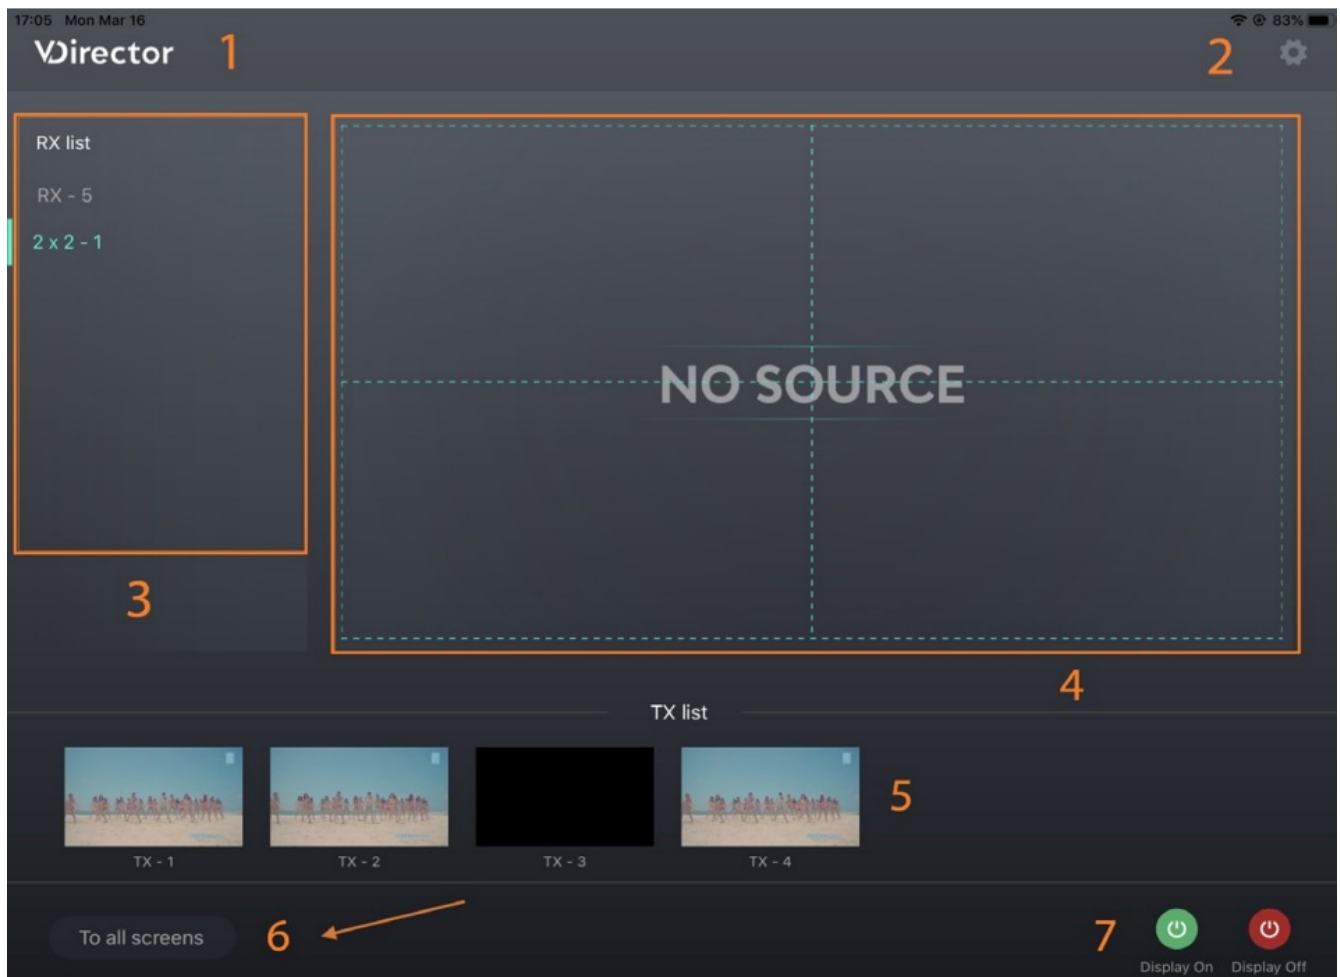 17:05 Mon Mar 16
83%
VDirector
1
2
RX list
RX - 5
2 x 2 - 1
NO SOURCE
3
4
TX list
5
TX - 1
TX - 2
TX - 3
TX - 4
To all screens
6
7
Display On
Display Off